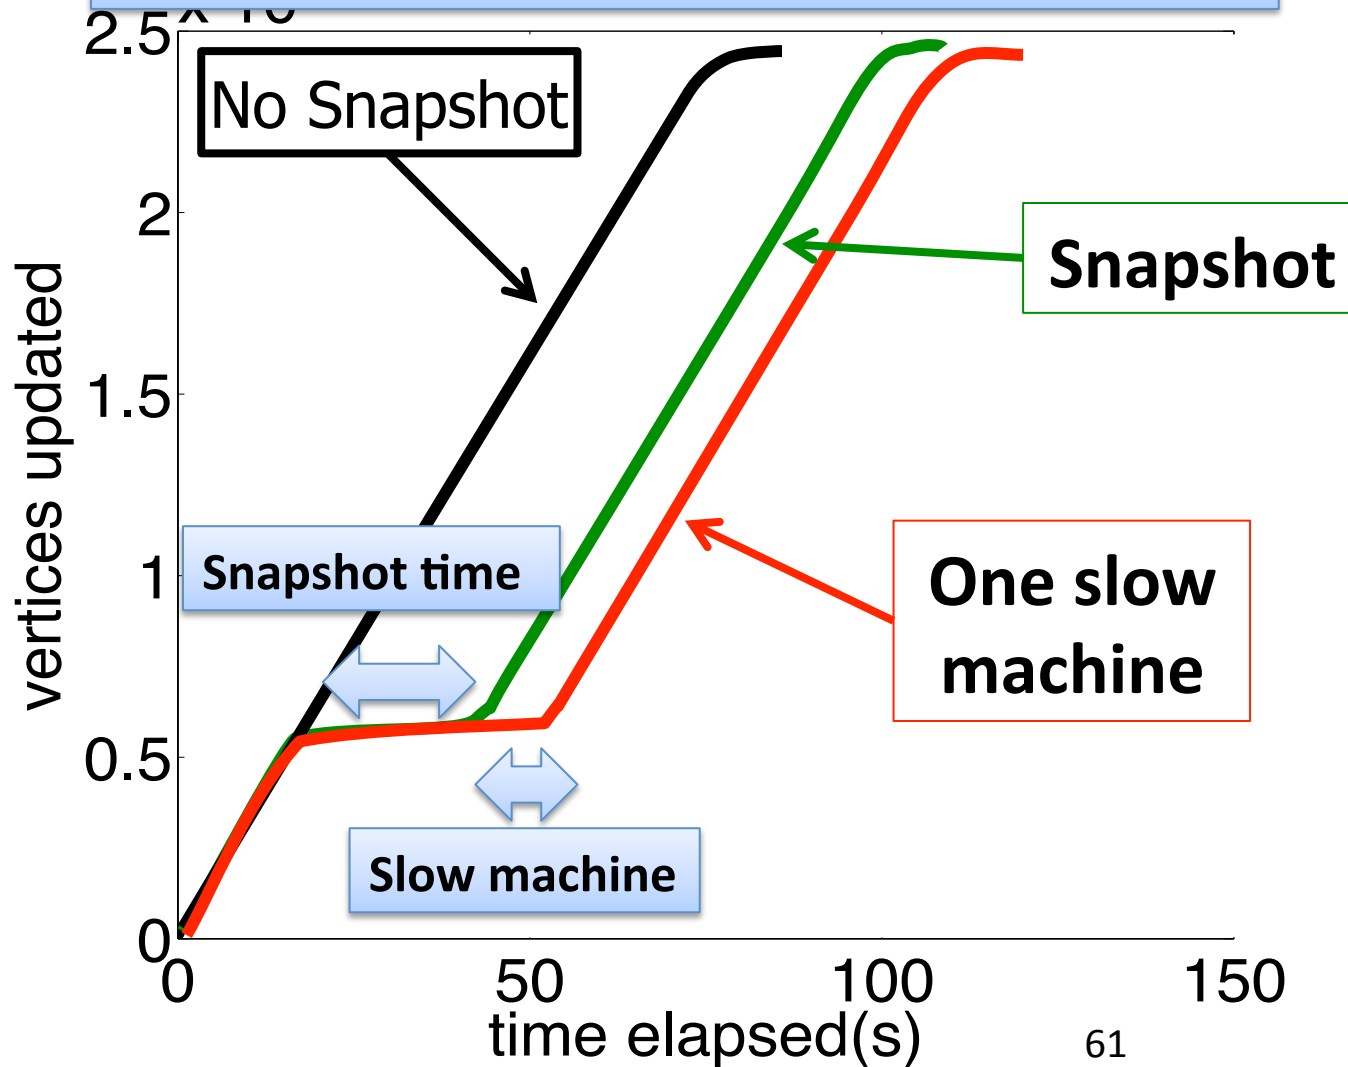 2.5
No Snapshot
2
Snapshot
1.5
vertices updated
Snapshot time
1
One slow
machine
0.5
Slow machine
0
0
50
100
150
time elapsed(s)
61